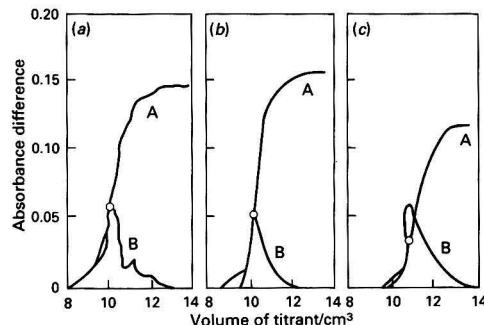 Absorbance difference
0.20
0.15
0.10
0.05
0
(a)
A
B
8 10 12 14
(b)
A
B
8 10 12 14
(c)
A
B
8 10 12 14
Volume of titrant/cm³